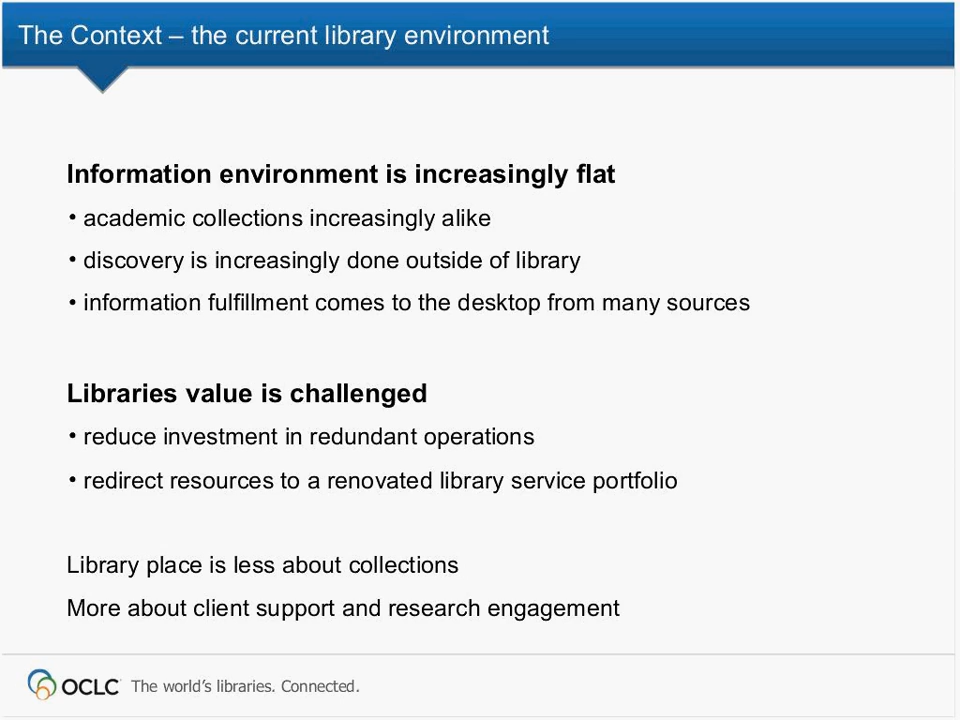 The Context – the current library environment
Information environment is increasingly flat
• academic collections increasingly alike
• discovery is increasingly done outside of library
• information fulfillment comes to the desktop from many sources
Libraries value is challenged
• reduce investment in redundant operations
• redirect resources to a renovated library service portfolio
Library place is less about collections
More about client support and research engagement
OCLC The world's libraries. Connected.